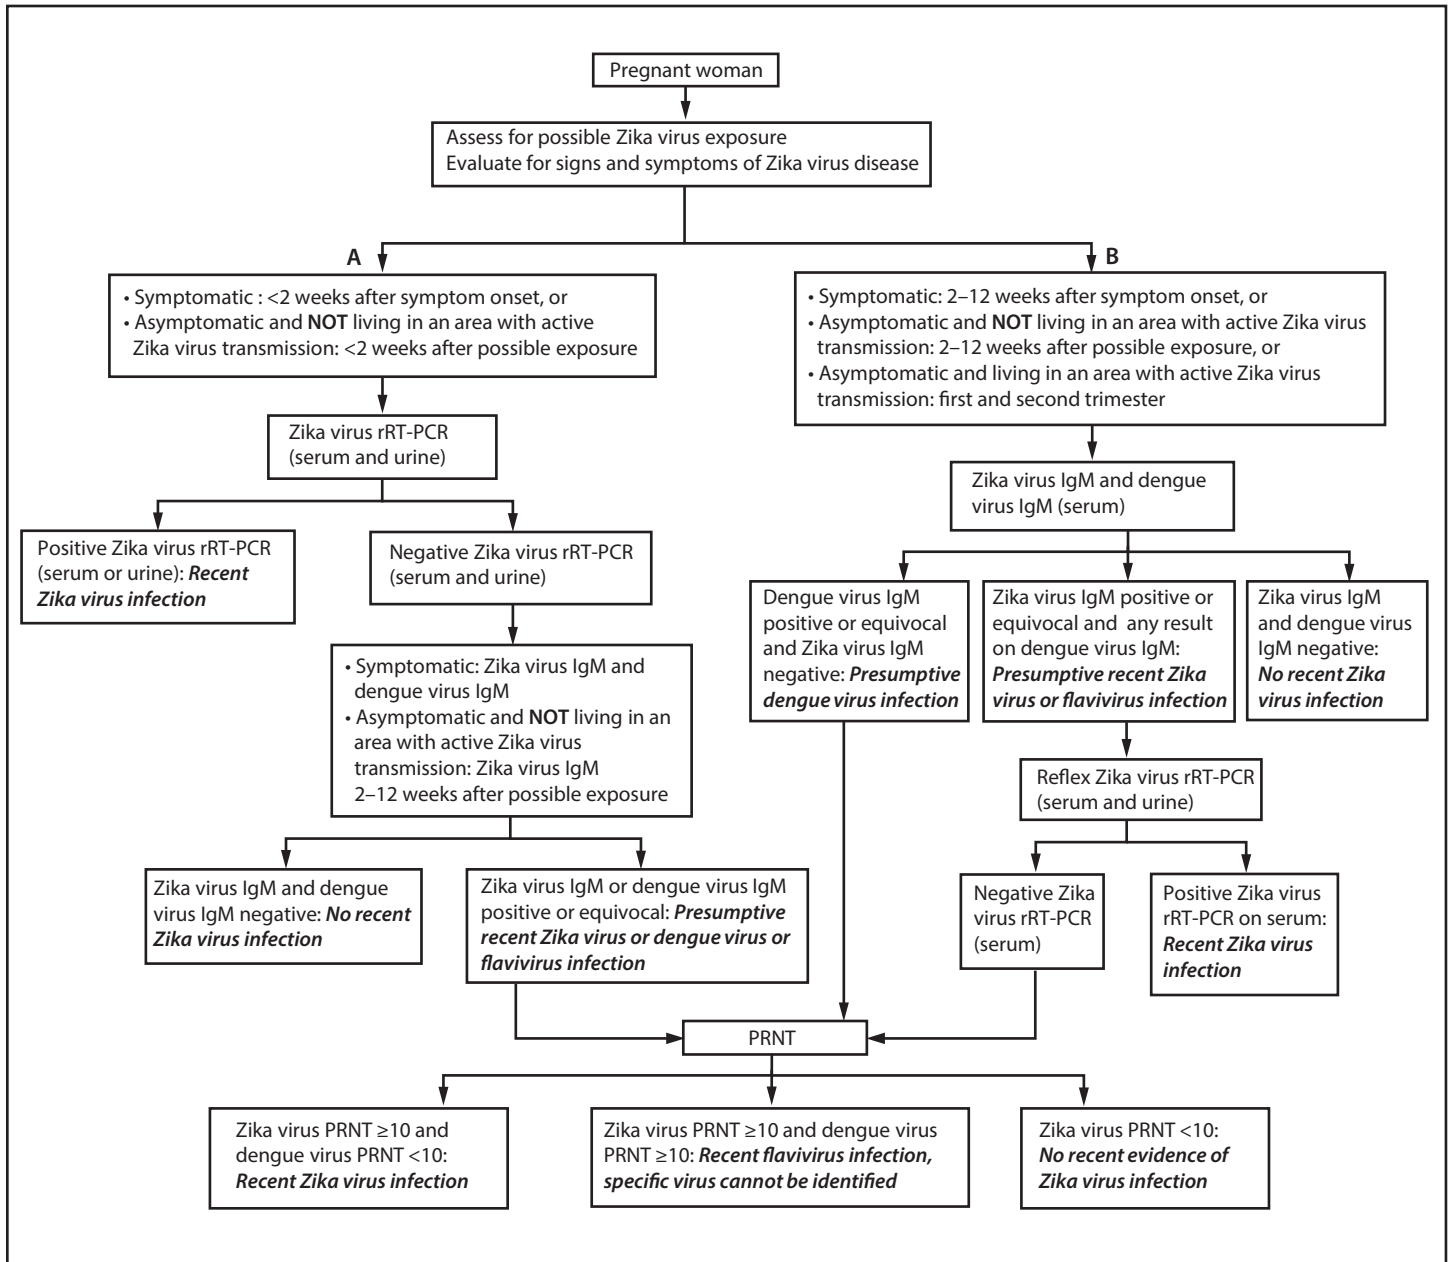 Pregnant woman
Assess for possible Zika virus exposure
Evaluate for signs and symptoms of Zika virus disease
A
• Symptomatic : <2 weeks after symptom onset, or
• Asymptomatic and NOT living in an area with active
Zika virus transmission: <2 weeks after possible exposure
B
• Symptomatic: 2–12 weeks after symptom onset, or
• Asymptomatic and NOT living in an area with active Zika virus
transmission: 2–12 weeks after possible exposure, or
• Asymptomatic and living in an area with active Zika virus
transmission: first and second trimester
Zika virus rRT-PCR
(serum and urine)
Positive Zika virus rRT-PCR
(serum or urine): Recent
Zika virus infection
Negative Zika virus rRT-PCR
(serum and urine)
• Symptomatic: Zika virus IgM and
dengue virus IgM
• Asymptomatic and NOT living in an
area with active Zika virus
transmission: Zika virus IgM
2–12 weeks after possible exposure
Zika virus IgM and dengue
virus IgM negative: No recent
Zika virus infection
Zika virus IgM or dengue virus IgM
positive or equivocal: Presumptive
recent Zika virus or dengue virus or
flavivirus infection
Zika virus IgM and dengue
virus IgM (serum)
Dengue virus IgM
positive or equivocal
and Zika virus IgM
negative: Presumptive
dengue virus infection
Zika virus IgM positive or
equivocal and any result
on dengue virus IgM:
Presumptive recent Zika
virus or flavivirus infection
Zika virus IgM
and dengue virus
IgM negative:
No recent Zika
virus infection
Reflex Zika virus rRT-PCR
(serum and urine)
Negative Zika
virus rRT-PCR
(serum)
Positive Zika virus
rRT-PCR on serum:
Recent Zika virus
infection
PRNT
Zika virus PRNT ≥10 and
dengue virus PRNT <10:
Recent Zika virus infection
Zika virus PRNT ≥10 and dengue virus
PRNT ≥10: Recent flavivirus infection,
specific virus cannot be identified
Zika virus PRNT <10:
No recent evidence of
Zika virus infection